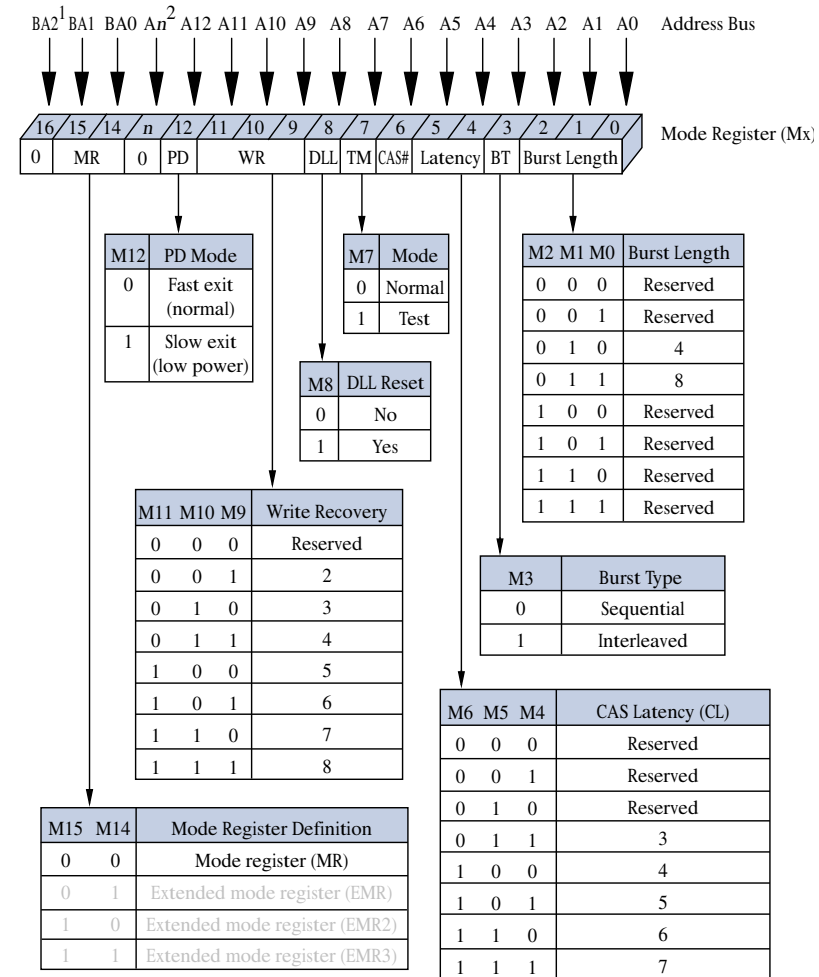 BA2¹ BA1 BA0 An² A12 A11 A10 A9 A8 A7 A6 A5 A4 A3 A2 A1 A0 Address Bus
16 15 14 n 12 11 10 9 8 7 6 5 4 3 2 1 0
Mode Register (Mx)
0 MR 0 PD WR DLL TM CAS# Latency BT Burst Length
M12 PD Mode
0 Fast exit
(normal)
1 Slow exit
(low power)
M7 Mode
0 Normal
1 Test
M2 M1 M0 Burst Length
0 0 0 Reserved
0 0 1 Reserved
0 1 0 4
0 1 1 8
1 0 0 Reserved
1 0 1 Reserved
1 1 0 Reserved
1 1 1 Reserved
M8 DLL Reset
0 No
1 Yes
M11 M10 M9 Write Recovery
0 0 0 Reserved
0 0 1 2
0 1 0 3
0 1 1 4
1 0 0 5
1 0 1 6
1 1 0 7
1 1 1 8
M3 Burst Type
0 Sequential
1 Interleaved
M6 M5 M4 CAS Latency (CL)
0 0 0 Reserved
0 0 1 Reserved
0 1 0 Reserved
0 1 1 3
1 0 0 4
1 0 1 5
1 1 0 6
1 1 1 7
M15 M14 Mode Register Definition
0 0 Mode register (MR)
0 1 Extended mode register (EMR)
1 0 Extended mode register (EMR2)
1 1 Extended mode register (EMR3)